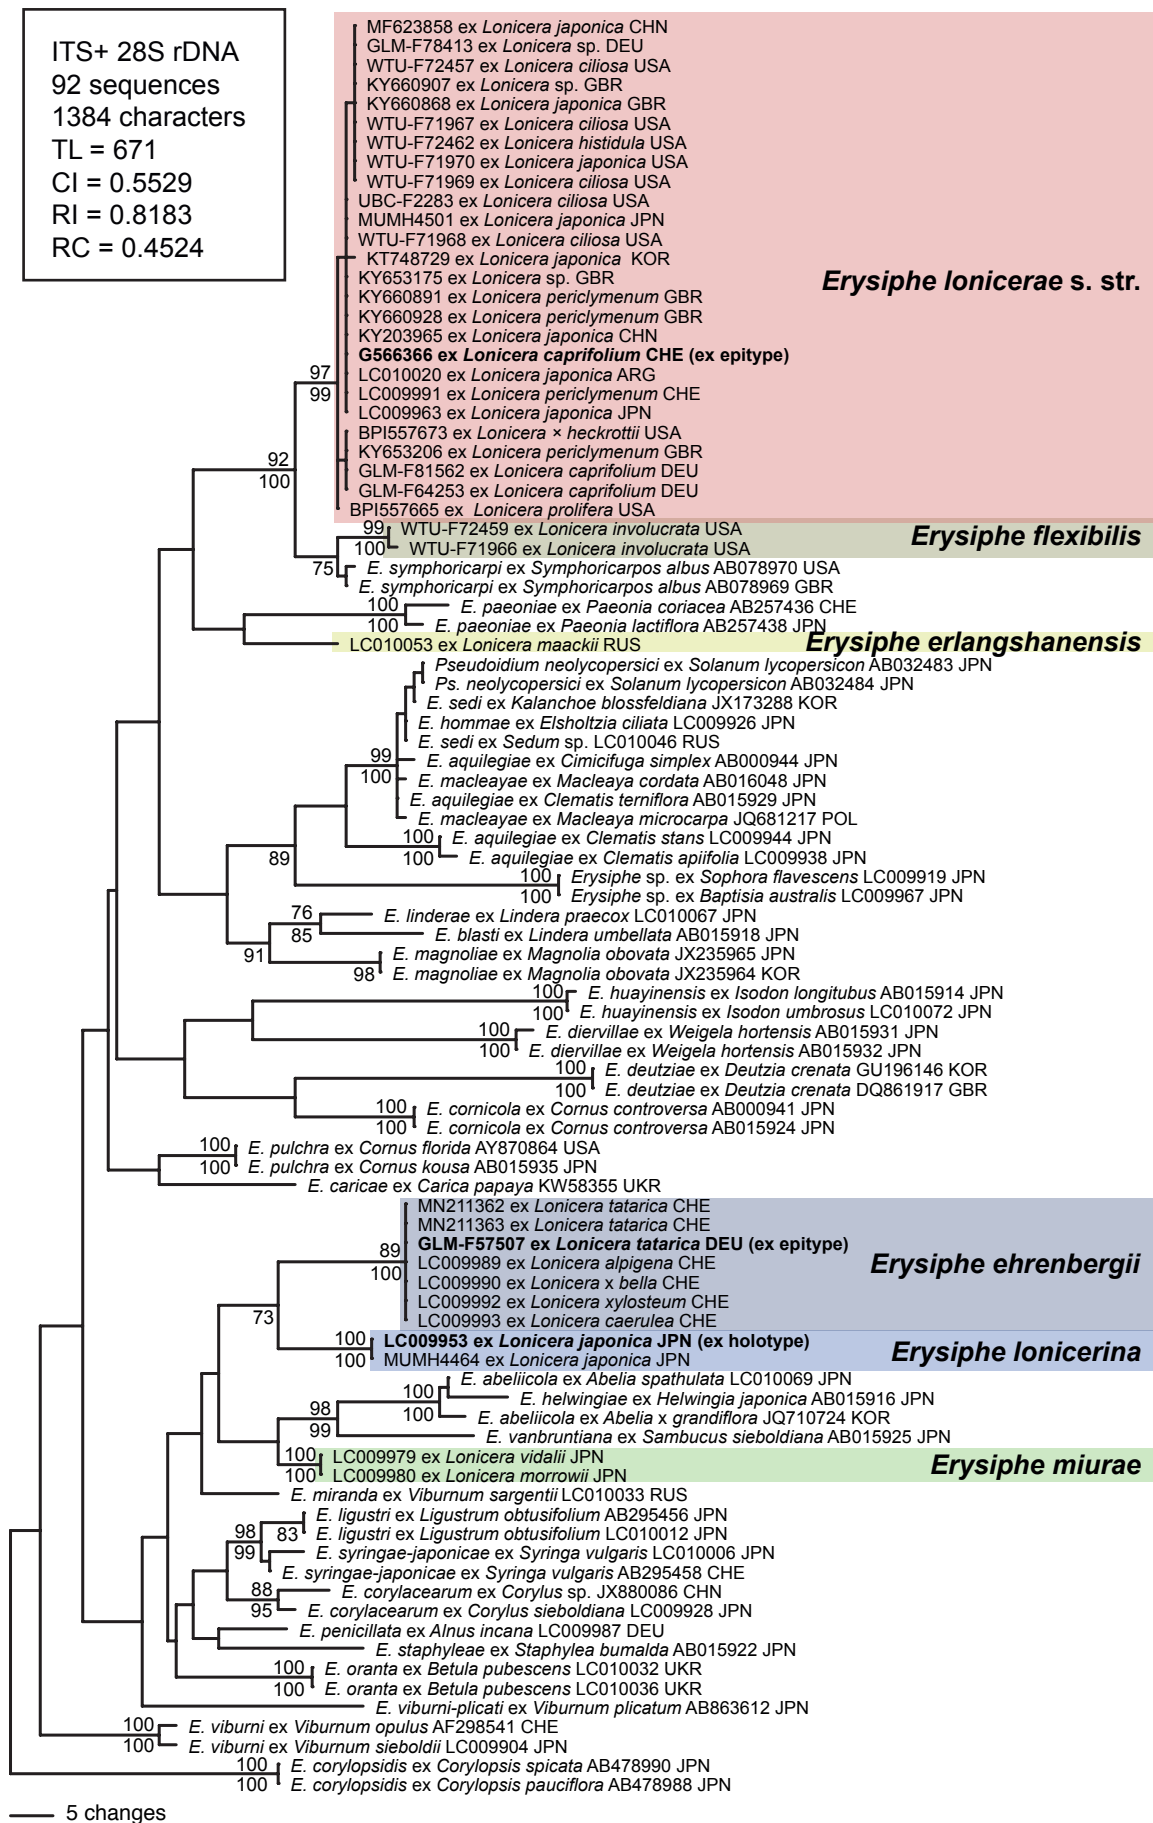 ITS+ 28S rDNA
92 sequences
1384 characters
TL = 671
CI = 0.5529
RI = 0.8183
RC = 0.4524
MF623858 ex Lonicera japonica CHN
GLM-F78413 ex Lonicera sp. DEU
WTU-F72457 ex Lonicera ciliosa USA
KY660907 ex Lonicera sp. GBR
KY660868 ex Lonicera japonica GBR
WTU-F71967 ex Lonicera ciliosa USA
WTU-F72462 ex Lonicera histidula USA
WTU-F71970 ex Lonicera japonica USA
WTU-F71969 ex Lonicera ciliosa USA
UBC-F2283 ex Lonicera ciliosa USA
MUMH4501 ex Lonicera japonica JPN
WTU-F71968 ex Lonicera ciliosa USA
KT748729 ex Lonicera japonica KOR
KY653175 ex Lonicera sp. GBR
Erysiphe lonicerae s. str.
KY660891 ex Lonicera periclymenum GBR
KY660928 ex Lonicera periclymenum GBR
KY203965 ex Lonicera japonica CHN
G566366 ex Lonicera caprifolium CHE (ex epitype)
97
LC010020 ex Lonicera japonica ARG
99
LC009991 ex Lonicera periclymenum CHE
LC009963 ex Lonicera japonica JPN
BPI557673 ex Lonicera × heckrottii USA
KY653206 ex Lonicera periclymenum GBR
92
GLM-F81562 ex Lonicera caprifolium DEU
100
GLM-F64253 ex Lonicera caprifolium DEU
BPI557665 ex Lonicera prolifera USA
99
WTU-F72459 ex Lonicera involucrata USA
Erysiphe flexibilis
100
WTU-F71966 ex Lonicera involucrata USA
75
E. symphoricarpi ex Symphoricarpos albus AB078970 USA
E. symphoricarpi ex Symphoricarpos albus AB078969 GBR
100
E. paeoniae ex Paeonia coriacea AB257436 CHE
100
E. paeoniae ex Paeonia lactiflora AB257438 JPN
LC010053 ex Lonicera maackii RUS
Erysiphe erlangshanensis
Pseudoidium neolycopersici ex Solanum lycopersicon AB032483 JPN
Ps. neolycopersici ex Solanum lycopersicon AB032484 JPN
E. sedi ex Kalanchoe blossfeldiana JX173288 KOR
E. hommae ex Elsholtzia ciliata LC009926 JPN
E. sedi ex Sedum sp. LC010046 RUS
99
E. aquilegiae ex Cimicifuga simplex AB000944 JPN
100
E. macleayae ex Macleaya cordata AB016048 JPN
E. aquilegiae ex Clematis terniflora AB015929 JPN
E. macleayae ex Macleaya microcarpa JQ681217 POL
100
E. aquilegiae ex Clematis stans LC009944 JPN
89
100
E. aquilegiae ex Clematis apiifolia LC009938 JPN
100
Erysiphe sp. ex Sophora flavescens LC009919 JPN
100
Erysiphe sp. ex Baptisia australis LC009967 JPN
76
E. linderae ex Lindera praecox LC010067 JPN
85
E. blasti ex Lindera umbellata AB015918 JPN
91
E. magnoliae ex Magnolia obovata JX235965 JPN
98
E. magnoliae ex Magnolia obovata JX235964 KOR
100
E. huayinensis ex Isodon longitubus AB015914 JPN
100
E. huayinensis ex Isodon umbrosus LC010072 JPN
100
E. diervillae ex Weigela hortensis AB015931 JPN
100
E. diervillae ex Weigela hortensis AB015932 JPN
100
E. deutziae ex Deutzia crenata GU196146 KOR
100
E. deutziae ex Deutzia crenata DQ861917 GBR
100
E. cornicola ex Cornus controversa AB000941 JPN
100
E. cornicola ex Cornus controversa AB015924 JPN
100
E. pulchra ex Cornus florida AY870864 USA
100
E. pulchra ex Cornus kousa AB015935 JPN
E. caricae ex Carica papaya KW58355 UKR
MN211362 ex Lonicera tatarica CHE
MN211363 ex Lonicera tatarica CHE
GLM-F57507 ex Lonicera tatarica DEU (ex epitype)
89
LC009989 ex Lonicera alpigena CHE
Erysiphe ehrenbergii
100
LC009990 ex Lonicera x bella CHE
LC009992 ex Lonicera xylosteum CHE
73
LC009993 ex Lonicera caerulea CHE
100
LC009953 ex Lonicera japonica JPN (ex holotype)
Erysiphe lonicerina
100
MUMH4464 ex Lonicera japonica JPN
E. abeliicola ex Abelia spathulata LC010069 JPN
100
E. helwingiae ex Helwingia japonica AB015916 JPN
98
100
E. abeliicola ex Abelia x grandiflora JQ710724 KOR
99
E. vanbruntiana ex Sambucus sieboldiana AB015925 JPN
100
LC009979 ex Lonicera vidalii JPN
Erysiphe miurae
100
LC009980 ex Lonicera morrowii JPN
E. miranda ex Viburnum sargentii LC010033 RUS
E. ligustri ex Ligustrum obtusifolium AB295456 JPN
98
83
E. ligustri ex Ligustrum obtusifolium LC010012 JPN
99
E. syringae-japonicae ex Syringa vulgaris LC010006 JPN
E. syringae-japonicae ex Syringa vulgaris AB295458 CHE
88
E. corylacearum ex Corylus sp. JX880086 CHN
95
E. corylacearum ex Corylus sieboldiana LC009928 JPN
E. penicillata ex Alnus incana LC009987 DEU
E. staphyleae ex Staphylea bumalda AB015922 JPN
100
E. oranta ex Betula pubescens LC010032 UKR
100
E. oranta ex Betula pubescens LC010036 UKR
E. viburni-plicati ex Viburnum plicatum AB863612 JPN
100
E. viburni ex Viburnum opulus AF298541 CHE
100
E. viburni ex Viburnum sieboldii LC009904 JPN
100
E. corylopsidis ex Corylopsis spicata AB478990 JPN
100
E. corylopsidis ex Corylopsis pauciflora AB478988 JPN
5 changes